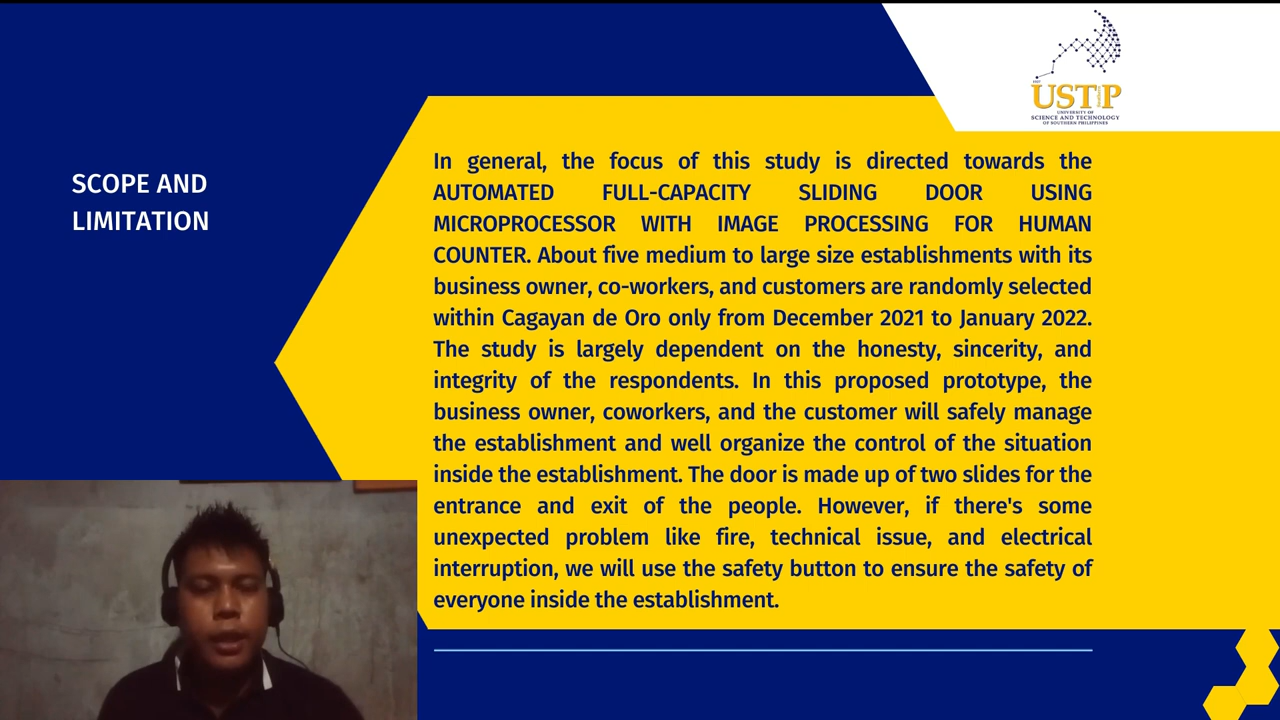 USTP
UNIVERSITY OF
SCIENCE AND TECHNOLOGY
OF SOUTHERN PHILIPPINES
SCOPE AND
LIMITATION
In general, the focus of this study is directed towards the
AUTOMATED FULL-CAPACITY SLIDING DOOR USING
MICROPROCESSOR WITH IMAGE PROCESSING FOR HUMAN
COUNTER. About five medium to large size establishments with its
business owner, co-workers, and customers are randomly selected
within Cagayan de Oro only from December 2021 to January 2022.
The study is largely dependent on the honesty, sincerity, and
integrity of the respondents. In this proposed prototype, the
business owner, coworkers, and the customer will safely manage
the establishment and well organize the control of the situation
inside the establishment. The door is made up of two slides for the
entrance and exit of the people. However, if there's some
unexpected problem like fire, technical issue, and electrical
interruption, we will use the safety button to ensure the safety of
everyone inside the establishment.